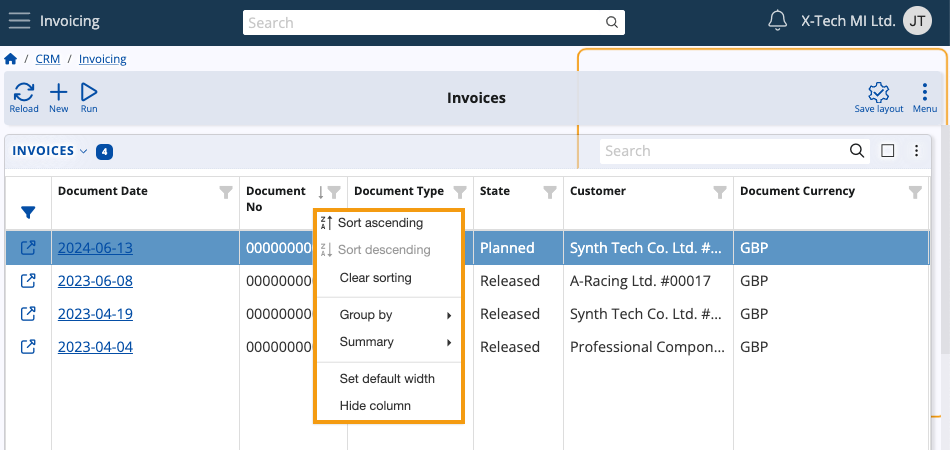 Invoicing
Search
X-Tech MI Ltd.
JT
/ CRM / Invoicing
Reload
New
Run
Invoices
Save layout
Menu
INVOICES
4
Search
Document Date
Document No
Document Type
State
Customer
Document Currency
2024-06-13 00000000 Planned Synth Tech Co. Ltd. #... GBP
2023-06-08 00000000 Released A-Racing Ltd. #00017 GBP
2023-04-19 00000000 Released Synth Tech Co. Ltd. #... GBP
2023-04-04 00000000 Released Professional Compon... GBP
Sort ascending
Sort descending
Clear sorting
Group by
Summary
Set default width
Hide column